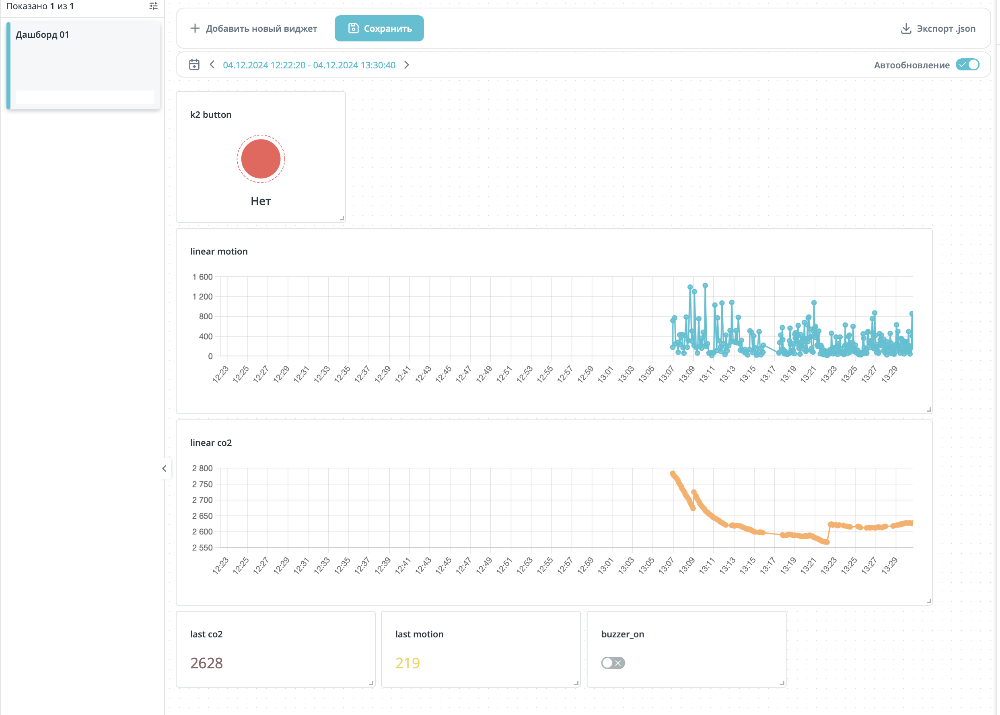 Показано 1 из 1
Дашборд 01
Добавить новый виджет
Сохранить
Экспорт .json
04.12.2024 12:22:20 - 04.12.2024 13:30:40
Автообновление
k2 button
Нет
linear motion
1 600
1 200
800
400
0
12:23 12:25 12:27 12:29 12:31 12:33 12:35 12:37 12:39 12:41 12:43 12:45 12:47 12:49 12:51 12:53 12:55 12:57 12:59 13:01 13:03 13:05 13:07 13:09 13:11 13:13 13:15 13:17 13:19 13:21 13:23 13:25 13:27 13:29
linear co2
2 800
2 750
2 700
2 650
2 600
2 550
12:23 12:25 12:27 12:29 12:31 12:33 12:35 12:37 12:39 12:41 12:43 12:45 12:47 12:49 12:51 12:53 12:55 12:57 12:59 13:01 13:03 13:05 13:07 13:09 13:11 13:13 13:15 13:17 13:19 13:21 13:23 13:25 13:27 13:29
last co2
2628
last motion
219
buzzer_on